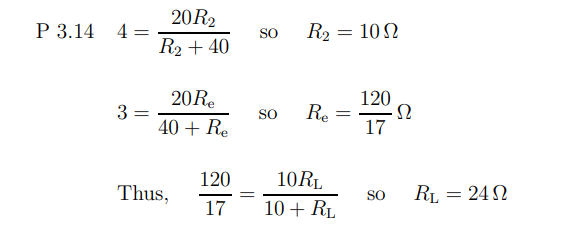 P 3.14 4 = 20R₂ / (R₂ + 40) so R₂ = 10 Ω
3 = 20Rₑ / (40 + Rₑ) so Rₑ = 120/17 Ω
Thus, 120/17 = 10R_L / (10 + R_L) so R_L = 24 Ω